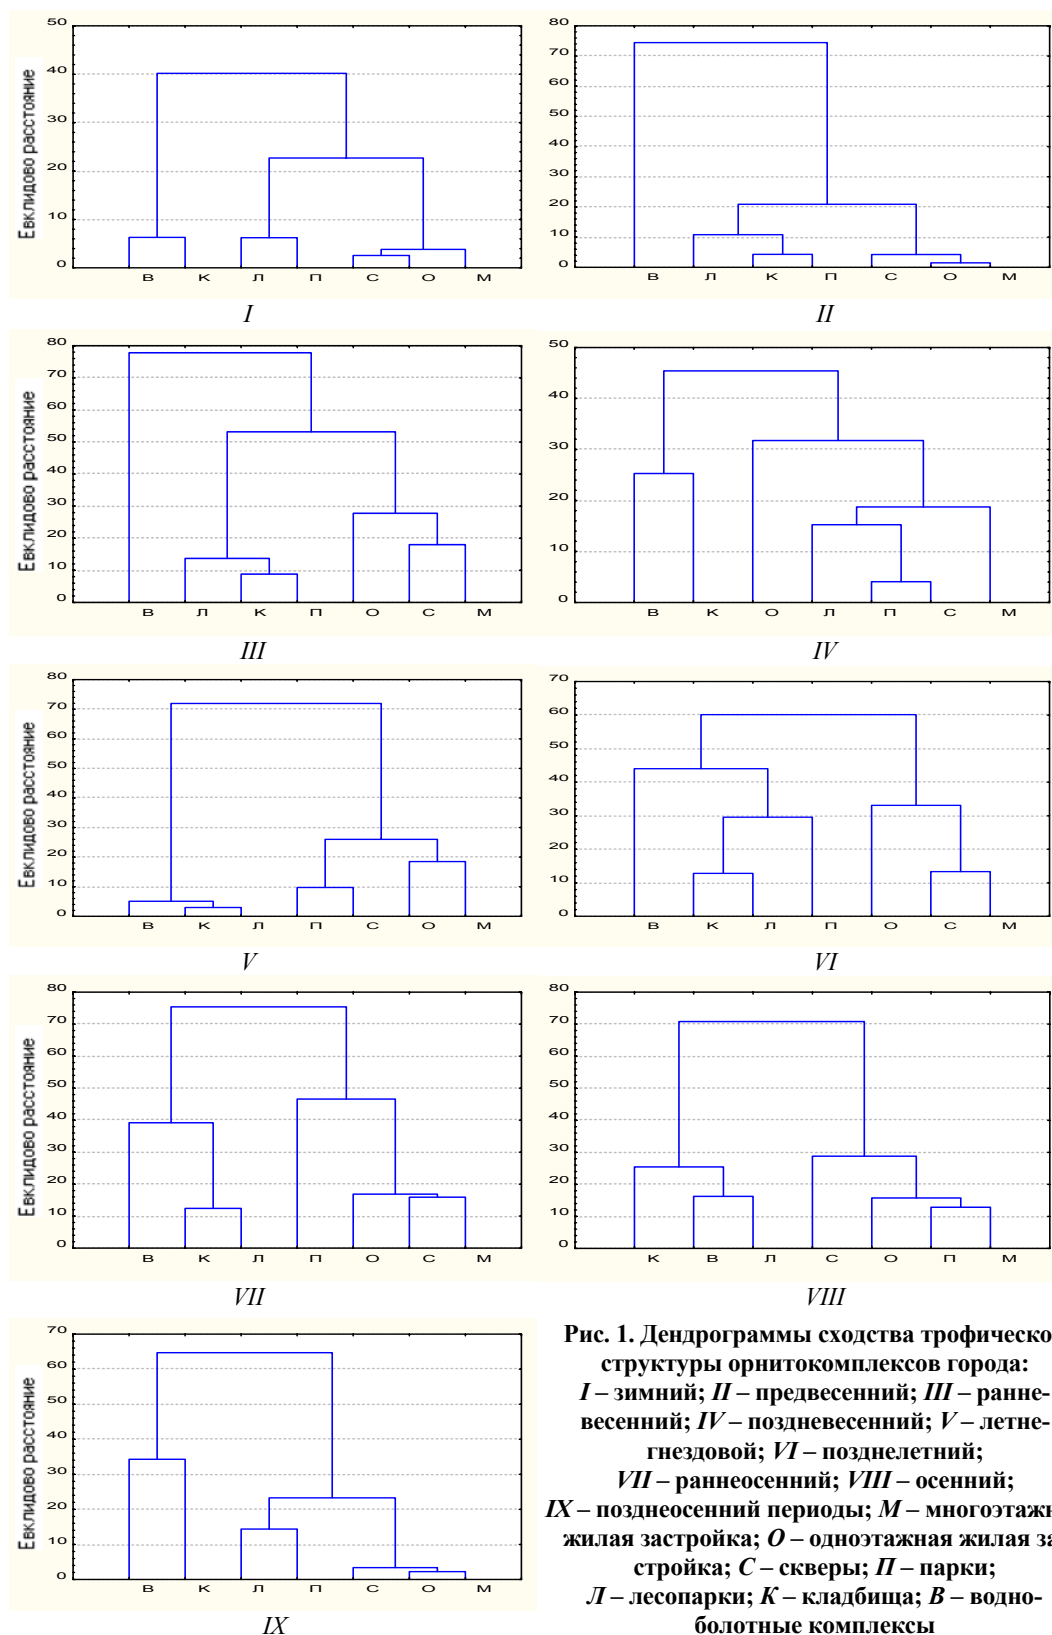 50
40
30
20
10
0
Евклидово расстояние
В К Л П С О М
I
80
70
60
50
40
30
20
10
0
В Л К П С О М
II
80
70
60
50
40
30
20
10
0
Евклидово расстояние
В Л К П О С М
III
50
40
30
20
10
0
В К О Л П С М
IV
80
70
60
50
40
30
20
10
0
Евклидово расстояние
В К Л П С О М
V
70
60
50
40
30
20
10
0
В К Л П О С М
VI
80
70
60
50
40
30
20
10
0
Евклидово расстояние
В К Л П О С М
VII
80
70
60
50
40
30
20
10
0
К В Л С О П М
VIII
70
60
50
40
30
20
10
0
Евклидово расстояние
В К Л П С О М
IX
Рис. 1. Дендрограммы сходства трофическо
структуры орнитокомплексов города:
I – зимний; II – предвесенний; III – ранне-
весенний; IV – поздневесенний; V – летне-
гнездовой; VI – позднелетний;
VII – раннеосенний; VIII – осенний;
IX – позднеосенний периоды; М – многоэтажн
жилая застройка; О – одноэтажная жилая за
стройка; С – скверы; П – парки;
Л – лесопарки; К – кладбища; В – водно-
болотные комплексы